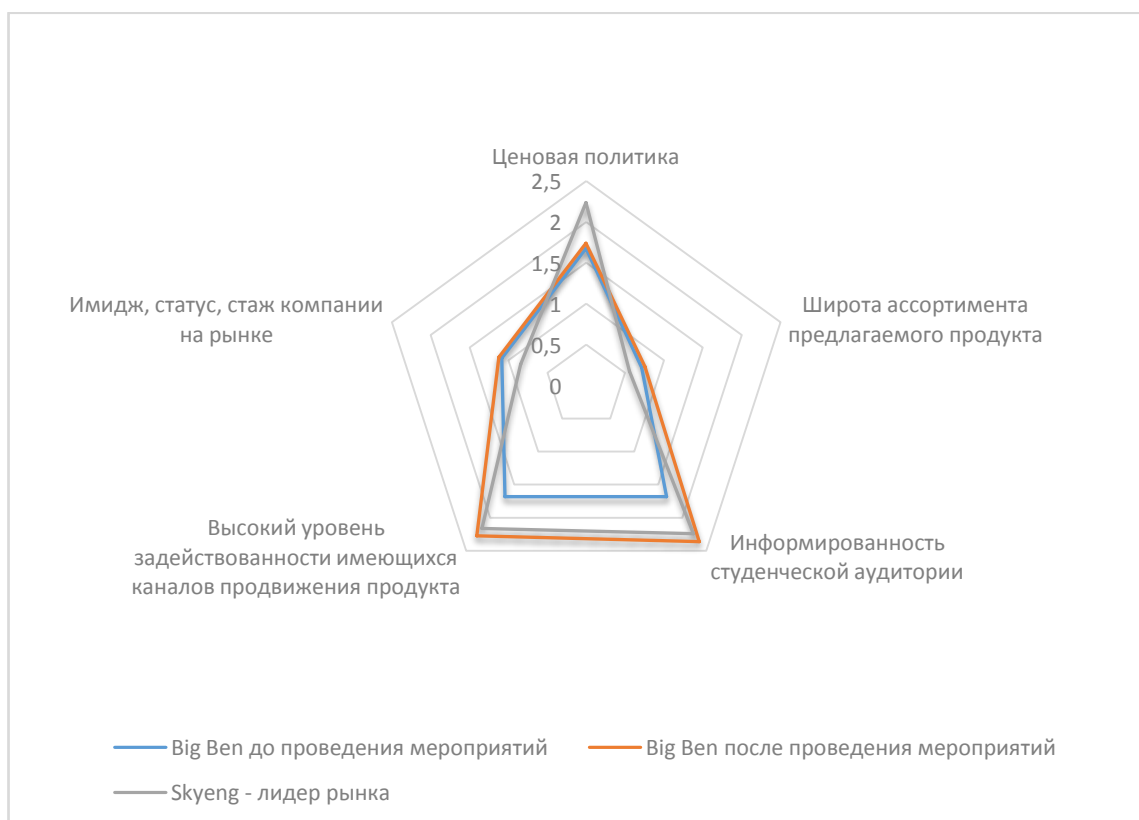 Ценовая политика
2,5
2
1,5
1
0,5
0
Широта ассортимента
предлагаемого продукта
Информированность
студенческой аудитории
Высокий уровень
задействованности имеющихся
каналов продвижения продукта
Имидж, статус, стаж компании
на рынке
Big Ben до проведения мероприятий
Big Ben после проведения мероприятий
Skyeng - лидер рынка